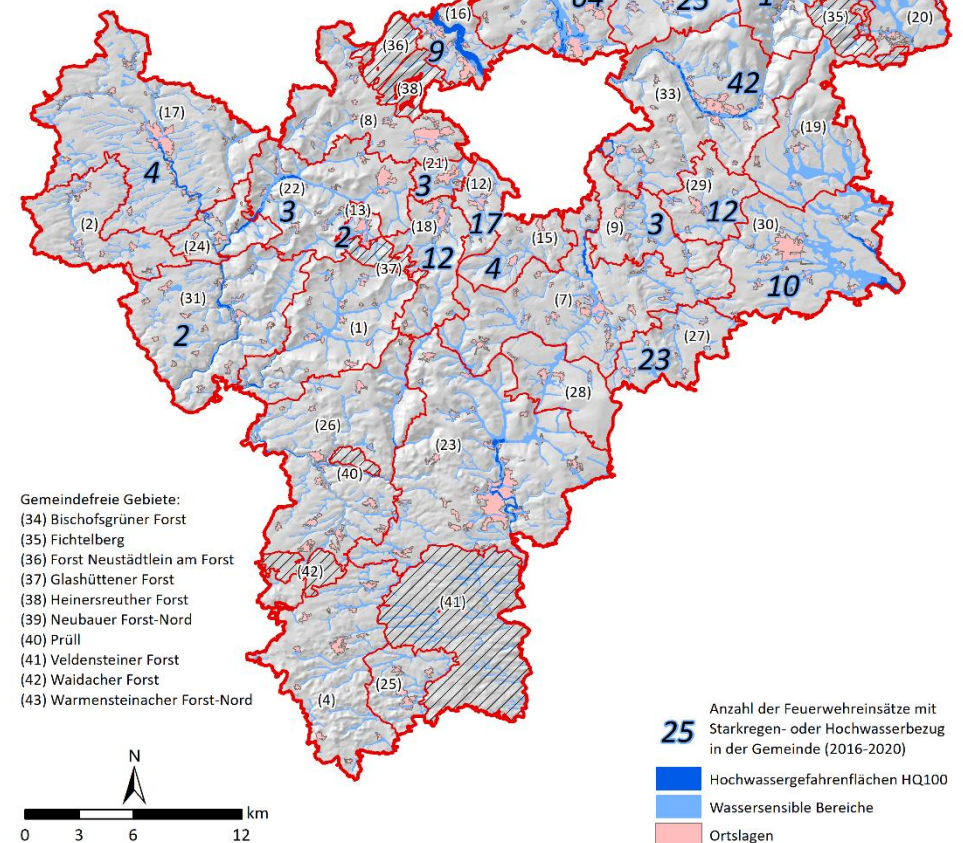 (16)
64
25
1
(35)
(20)
(36)
9
(38)
(33)
42
(17)
(8)
(19)
4
(21)
3
(12)
(22)
3
(29)
(2)
(13)
2
(18)
17
(15)
(9)
3
12
(30)
(24)
(37)
12
4
10
(31)
(7)
2
(1)
(27)
23
(28)
(26)
(23)
(40)
(42)
(41)
(25)
(4)
Gemeindefreie Gebiete:
(34) Bischofsgrüner Forst
(35) Fichtelberg
(36) Forst Neustädtlein am Forst
(37) Glashüttener Forst
(38) Heinersreuther Forst
(39) Neubauer Forst-Nord
(40) Prüll
(41) Veldensteiner Forst
(42) Waidacher Forst
(43) Warmensteinacher Forst-Nord
N
km
0 3 6 12
25
Anzahl der Feuerwehreinsätze mit
Starkregen- oder Hochwasserbezug
in der Gemeinde (2016-2020)
Hochwassergefahrenflächen HQ100
Wassersensible Bereiche
Ortslagen